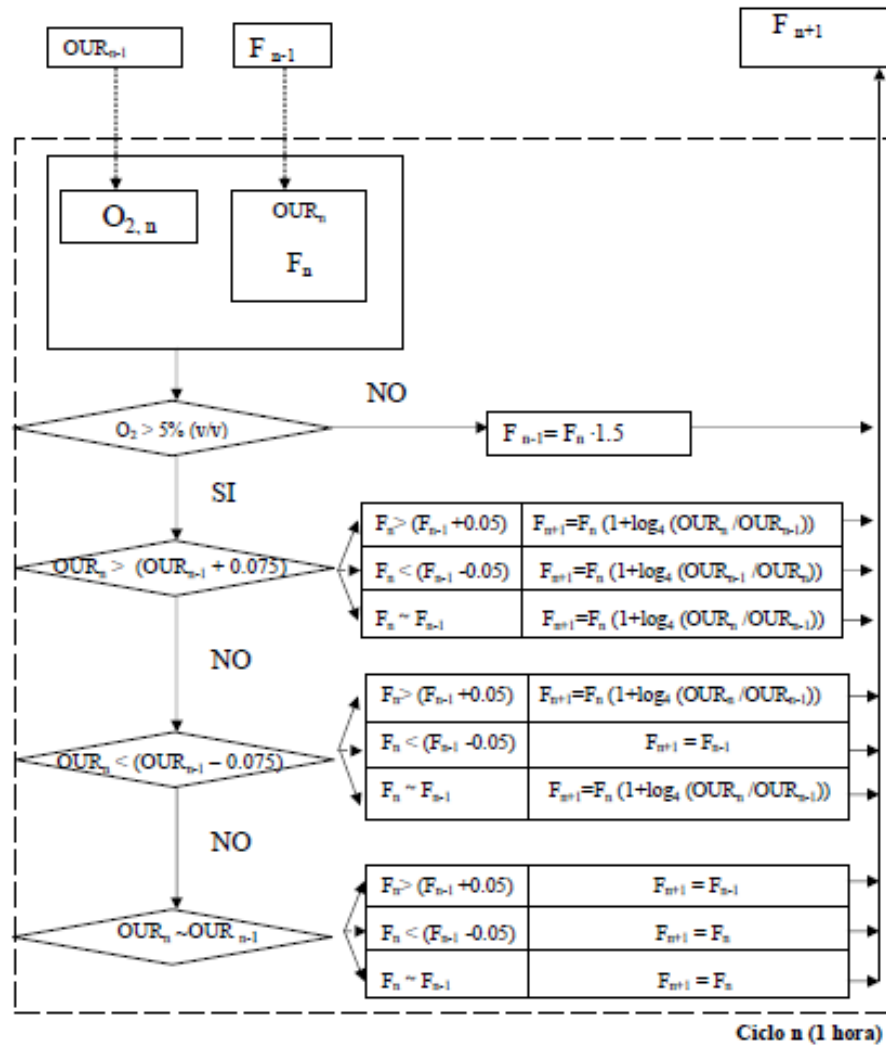 OURn-1
F n-1
F n+1
O2, n
OURn
Fn
NO
O2 > 5% (v/v)
F n-1= Fn ·1.5
SI
OURn > (OURn-1 + 0.075)
Fn> (Fn-1 +0.05)
Fn+1=Fn (1+log4 (OURn /OURn-1))
Fn < (Fn-1 -0.05)
Fn+1=Fn (1+log4 (OURn-1 /OURn))
Fn ~ Fn-1
Fn+1=Fn (1+log4 (OURn /OURn-1))
NO
OURn < (OURn-1 – 0.075)
Fn> (Fn-1 +0.05)
Fn+1=Fn (1+log4 (OURn /OURn-1))
Fn < (Fn-1 -0.05)
Fn+1 = Fn-1
Fn ~ Fn-1
Fn+1=Fn (1+log4 (OURn /OURn-1))
NO
OURn ~OUR n-1
Fn> (Fn-1 +0.05)
Fn+1 = Fn-1
Fn < (Fn-1 -0.05)
Fn+1 = Fn
Fn ~ Fn-1
Fn+1 = Fn
Ciclo n (1 hora)